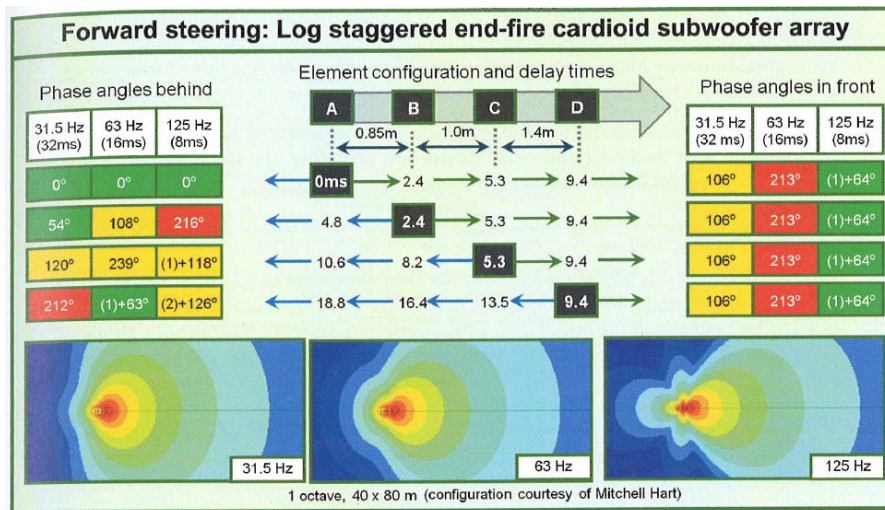 Forward steering: Log staggered end-fire cardioid subwoofer array
Phase angles behind
31.5 Hz 63 Hz 125 Hz
(32ms) (16ms) (8ms)
0° 0° 0°
54° 108° 216°
120° 239° (1)+118°
212° (1)+63° (2)+126°
Element configuration and delay times
A B C D
0.85m 1.0m 1.4m
0ms 2.4 5.3 9.4
4.8 2.4 5.3 9.4
10.6 8.2 5.3 9.4
18.8 16.4 13.5 9.4
Phase angles in front
31.5 Hz 63 Hz 125 Hz
(32 ms) (16ms) (8ms)
106° 213° (1)+64°
106° 213° (1)+64°
106° 213° (1)+64°
106° 213° (1)+64°
31.5 Hz
63 Hz
125 Hz
1 octave, 40 x 80 m (configuration courtesy of Mitchell Hart)